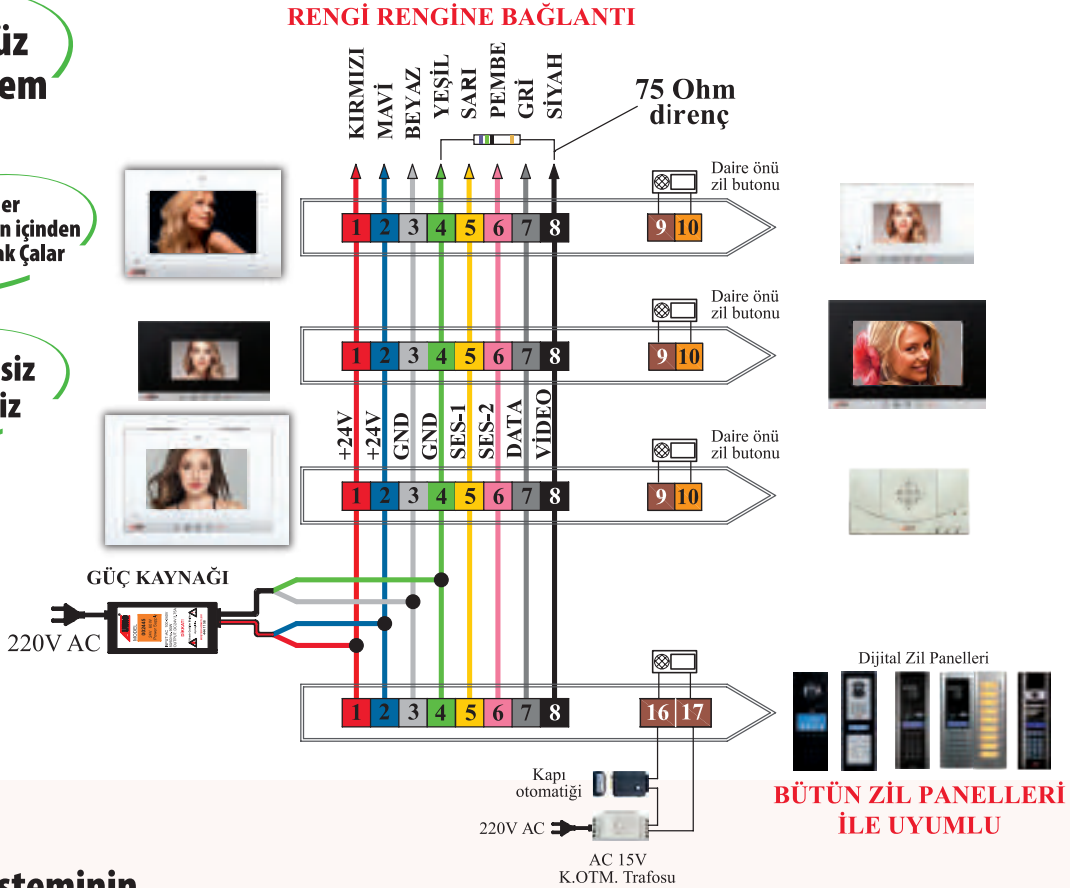 RENGİ RENGİNE BAĞLANTI
üz
em
er
n içinden
ak Çalar
siz
iz
KIRMIZI
MAVİ
BEYAZ
YEŞİL
SARI
PEMBE
GRİ
SİYAH
75 Ohm
direnç
Daire önü
zil butonu
1 2 3 4 5 6 7 8
9 10
Daire önü
zil butonu
1 2 3 4 5 6 7 8
9 10
+24V
+24V
GND
GND
SES-1
SES-2
DATA
VİDEO
Daire önü
zil butonu
1 2 3 4 5 6 7 8
9 10
GÜÇ KAYNAĞI
220V AC
Dijital Zil Panelleri
1 2 3 4 5 6 7 8
16 17
Kapı
otomatiği
220V AC
AC 15V
K.OTM. Trafosu
BÜTÜN ZİL PANELLERİ
İLE UYUMLU
isteminin